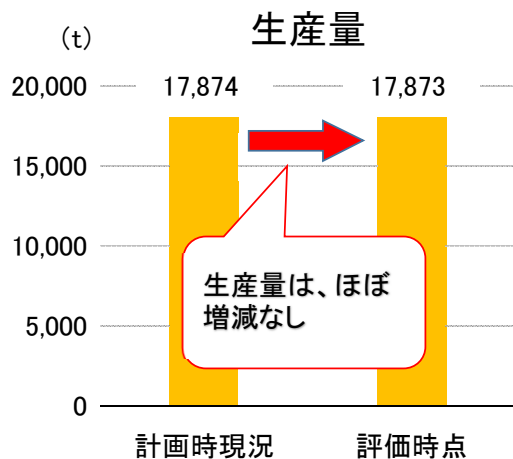 生産量
(t)
20,000
17,874
17,873
15,000
10,000
生産量は、ほぼ
増減なし
5,000
0
計画時現況
評価時点